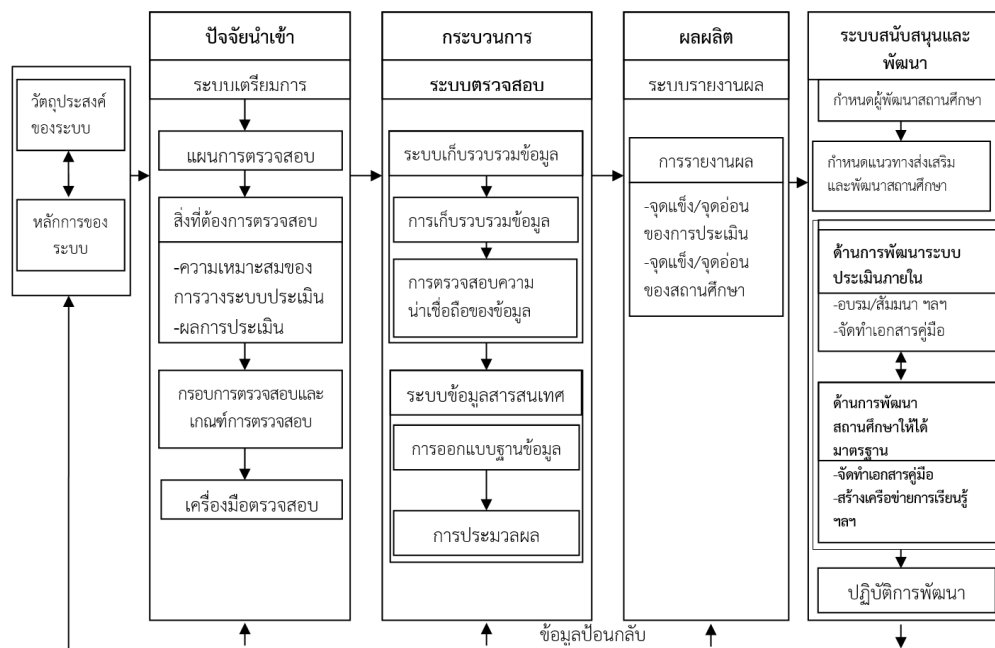 วัตถุประสงค์
ของระบบ
หลักการของ
ระบบ
ปัจจัยนำเข้า
ระบบเตรียมการ
แผนการตรวจสอบ
สิ่งที่ต้องการตรวจสอบ
-ความเหมาะสมของ
การวางระบบประเมิน
-ผลการประเมิน
กรอบการตรวจสอบและ
เกณฑ์การตรวจสอบ
เครื่องมือตรวจสอบ
กระบวนการ
ระบบตรวจสอบ
ระบบเก็บรวบรวมข้อมูล
การเก็บรวบรวมข้อมูล
การตรวจสอบความ
น่าเชื่อถือของข้อมูล
ระบบข้อมูลสารสนเทศ
การออกแบบฐานข้อมูล
การประมวลผล
ผลผลิต
ระบบรายงานผล
การรายงานผล
-จุดแข็ง/จุดอ่อน
ของการประเมิน
-จุดแข็ง/จุดอ่อน
ของสถานศึกษา
ระบบสนับสนุนและ
พัฒนา
กำหนดผู้พัฒนาสถานศึกษา
กำหนดแนวทางส่งเสริม
และพัฒนาสถานศึกษา
ด้านการพัฒนาระบบ
ประเมินภายใน
-อบรม/สัมมนา ฯลฯ
-จัดทำเอกสารคู่มือ
ด้านการพัฒนา
สถานศึกษาให้ได้
มาตรฐาน
-จัดทำเอกสารคู่มือ
-สร้างเครือข่ายการเรียนรู้
ฯลฯ
ปฏิบัติการพัฒนา
ข้อมูลป้อนกลับ